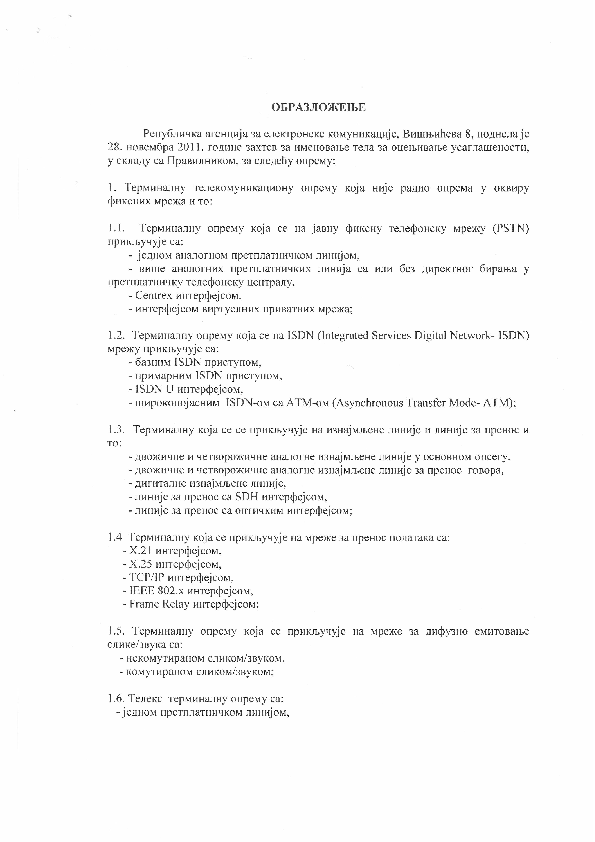 ОБРАЗЛОЖЕЊЕ
Републичка агенција за електронске комуникације, Вишњићева 8, поднела је
28. новембра 2011. године захтев за именовање тела за оцењивање усаглашености,
у складу са Правилником, за следећу опрему:
1. Терминалну телекомуникациону опрему која није радио опрема у оквиру
фиксних мрежа и то:
1.1. Терминалну опрему која се на јавну фиксну телефонску мрежу (PSTN)
прикључује са:
- једном аналогном претплатничком линијом,
- више аналогних претплатничких линија са или без директног бирања у
претплатничку телефонску централу,
- Centrex интерфејсом,
- интерфејсом виртуелних приватних мрежа;
1.2. Терминалну опрему која се на ISDN (Integrated Services Digital Network- ISDN)
мрежу прикључује са:
- базним ISDN приступом,
- примарним ISDN приступом,
- ISDN U интерфејсом,
- широкопојасним ISDN-ом са ATM-ом (Asynchronous Transfer Mode- ATM);
1.3. Терминалну која се се прикључује на изнајмљене линије и линије за пренос и
то:
- двожичне и четворожичне аналогне изнајмљене линије у основном опсегу,
- двожичне и четворожичне аналогне изнајмљене линије за пренос говора,
- дигиталне изнајмљене линије,
- линије за пренос са SDH интерфејсом,
- линије за пренос са оптичким интерфејсом;
1.4 Терминалну која се прикључује на мреже за пренос података са:
- X.21 интерфејсом,
- X.25 интерфејсом,
- TCP/IP интерфејсом,
- IEEE 802.x интерфејсом,
- Frame Relay интерфејсом;
1.5. Терминалну опрему која се прикључује на мреже за дифузно емитовање
слике/звука са:
- некомутираном сликом/звуком,
- комутираном сликом/звуком;
1.6. Телекс терминалну опрему са:
- једном претплатничком линијом,